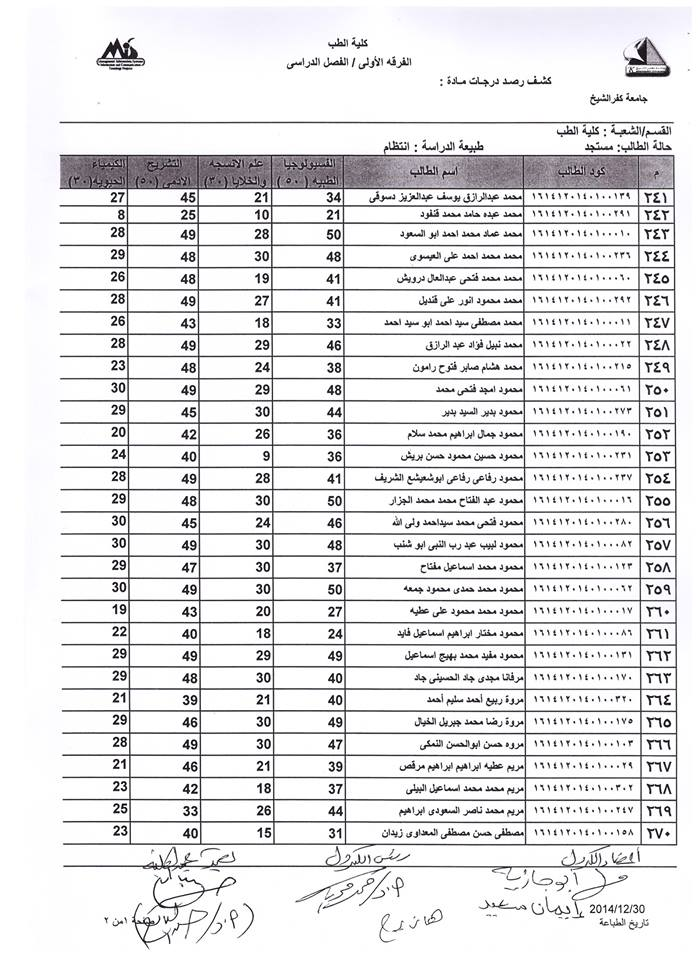 MIS
Management Information Systems
كلية الطب
الفرقه الأولى / الفصل الدراسى
كشف رصد درجات مادة :
جامعة كفرالشيخ
القسم/الشعبة : كلية الطب
حالة الطالب: مستجد طبيعة الدراسة : انتظام
م كود الطالب اسم الطالب الفسيولوجيا الطبيه (٥٠) علم الانسجه والخلايا (٣٠) التشريح الادمى (٥٠) الكيمياء الحيويه(٣٠)
٢٤١ ١٦١٤١٢٠١٤٠١٠٠١٣٩ محمد عبدالرازق يوسف عبدالعزيز دسوقى 34 21 45 27
٢٤٢ ١٦١٤١٢٠١٤٠١٠٠٢٩١ محمد عبده حامد محمد قنفود 21 10 25 8
٢٤٣ ١٦١٤١٢٠١٤٠١٠٠٠١٠ محمد عماد محمد احمد ابو السعود 50 28 49 28
٢٤٤ ١٦١٤١٢٠١٤٠١٠٠٢٣٦ محمد محمد احمد على العيسوى 48 30 48 29
٢٤٥ ١٦١٤١٢٠١٤٠١٠٠٠٦٠ محمد محمد فتحى عبدالعال درويش 41 19 48 26
٢٤٦ ١٦١٤١٢٠١٤٠١٠٠٢٩٢ محمد محمود انور على قنديل 41 27 49 28
٢٤٧ ١٦١٤١٢٠١٤٠١٠٠٠١١ محمد مصطفى سيد احمد ابو سيد احمد 33 18 43 26
٢٤٨ ١٦١٤١٢٠١٤٠١٠٠٠٢٢ محمد نبيل فؤاد عبد الرازق 46 29 49 28
٢٤٩ ١٦١٤١٢٠١٤٠١٠٠٢١٥ محمد هشام صابر فتوح رامون 38 24 48 23
٢٥٠ ١٦١٤١٢٠١٤٠١٠٠٠٦١ محمود امجد فتحى محمد 48 29 49 30
٢٥١ ١٦١٤١٢٠١٤٠١٠٠٢٧٣ محمود بدير السيد بدير 44 30 45 29
٢٥٢ ١٦١٤١٢٠١٤٠١٠٠١٩٠ محمود جمال ابراهيم محمد سلام 36 26 42 20
٢٥٣ ١٦١٤١٢٠١٤٠١٠٠٢٣١ محمود حسين محمود حسن بريش 36 9 40 24
٢٥٤ ١٦١٤١٢٠١٤٠١٠٠٢٣٧ محمود رفاعى رفاعى ابوشعيشع الشريف 41 28 49 28
٢٥٥ ١٦١٤١٢٠١٤٠١٠٠٠١٦ محمود عبد الفتاح محمد محمد الجزار 50 30 48 29
٢٥٦ ١٦١٤١٢٠١٤٠١٠٠٢٨٠ محمود فتحى محمد سيداحمد ولى الله 46 24 45 30
٢٥٧ ١٦١٤١٢٠١٤٠١٠٠٠٨٢ محمود لبيب عبد رب النبى ابو شنب 48 30 49 30
٢٥٨ ١٦١٤١٢٠١٤٠١٠٠١٢٣ محمود محمد اسماعيل مفتاح 37 30 47 29
٢٥٩ ١٦١٤١٢٠١٤٠١٠٠٠٦٢ محمود محمد حمدى محمود جمعه 50 30 49 30
٢٦٠ ١٦١٤١٢٠١٤٠١٠٠٠١٧ محمود محمد محمود على عطيه 27 20 43 19
٢٦١ ١٦١٤١٢٠١٤٠١٠٠٠٨٦ محمود مختار ابراهيم اسماعيل فايد 24 18 40 22
٢٦٢ ١٦١٤١٢٠١٤٠١٠٠١٣١ محمود مفيد محمد بهيج اسماعيل 49 29 49 29
٢٦٣ ١٦١٤١٢٠١٤٠١٠٠١٧٠ مرفانا مجدى جاد الحسينى جاد 40 30 48 29
٢٦٤ ١٦١٤١٢٠١٤٠١٠٠٣٢٠ مروة ربيع أحمد سليم أحمد 40 21 39 21
٢٦٥ ١٦١٤١٢٠١٤٠١٠٠١٧٥ مروة رضا محمد جبريل الخيال 49 30 46 29
٢٦٦ ١٦١٤١٢٠١٤٠١٠٠١٠٣ مروه حسن ابوالحسن النمكى 47 30 49 28
٢٦٧ ١٦١٤١٢٠١٤٠١٠٠٠٢٩ مريم عطيه ابراهيم ابراهيم مرقص 39 21 46 21
٢٦٨ ١٦١٤١٢٠١٤٠١٠٠٣٠٢ مريم محمد محمد اسماعيل البيلى 37 18 42 23
٢٦٩ ١٦١٤١٢٠١٤٠١٠٠٢٤٧ مريم محمد ناصر السعودى ابراهيم 44 26 33 25
٢٧٠ ١٦١٤١٢٠١٤٠١٠٠١٥٨ مصطفى حسن مصطفى المعداوى زيدان 31 15 40 23
أعضاء الكنترول رئيس الكنترول
إيمان سعيد
2014/12/30
تاريخ الطباعة